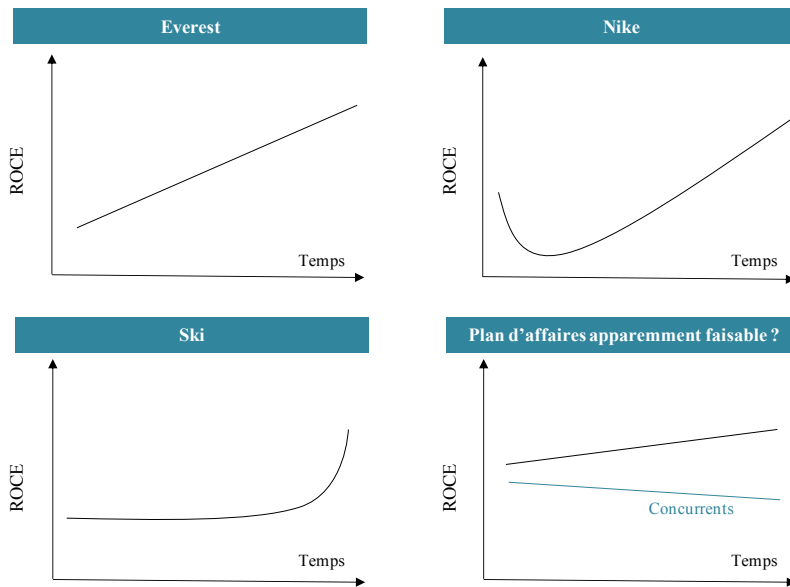 Everest
ROCE
Temps
Nike
ROCE
Temps
Ski
ROCE
Temps
Plan d’affaires apparemment faisable ?
ROCE
Concurrents
Temps